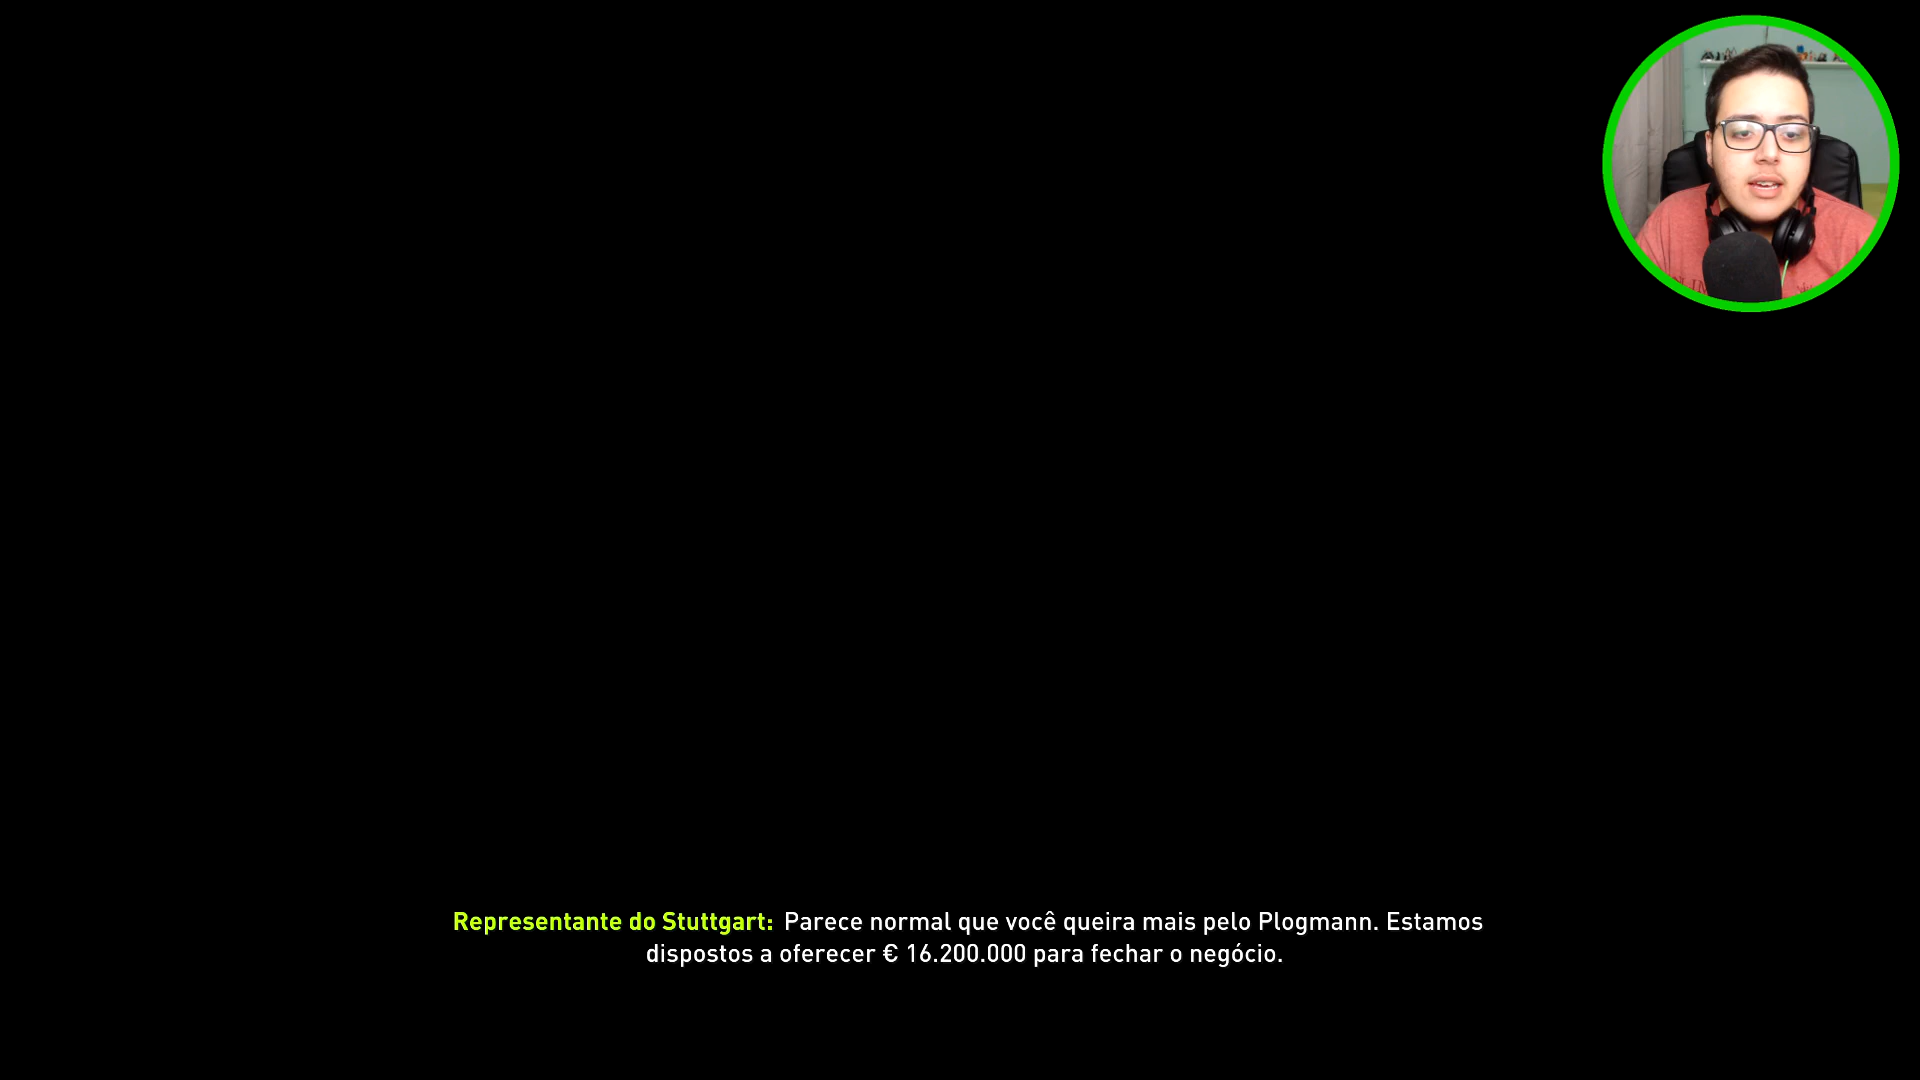 Representante do Stuttgart: Parece normal que você queira mais pelo Plogmann. Estamos
dispostos a oferecer € 16.200.000 para fechar o negócio.